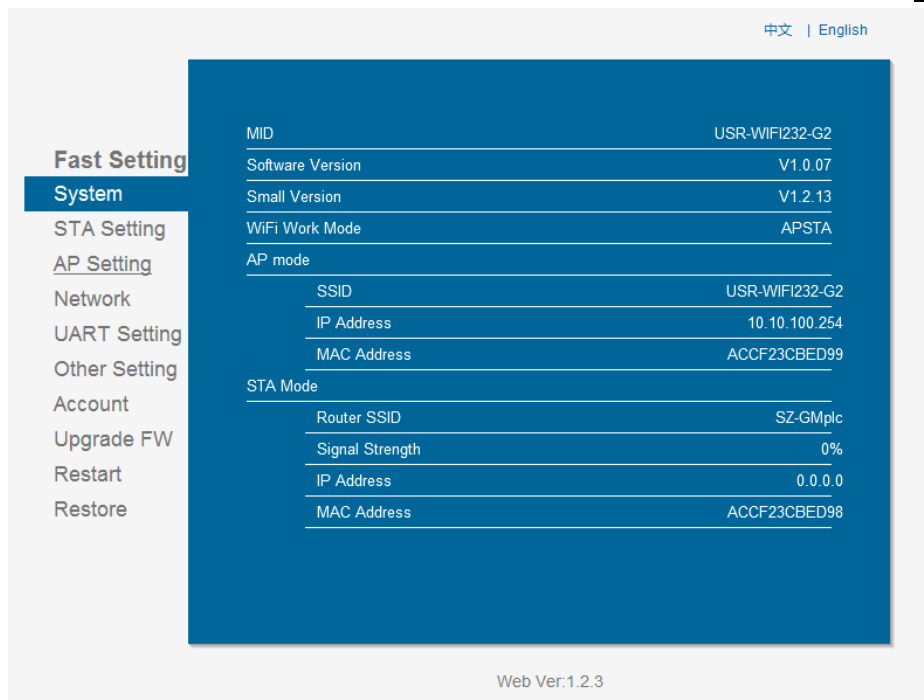 中文 | English
Fast Setting
System
STA Setting
AP Setting
Network
UART Setting
Other Setting
Account
Upgrade FW
Restart
Restore
MID USR-WIFI232-G2
Software Version V1.0.07
Small Version V1.2.13
WiFi Work Mode APSTA
AP mode
SSID USR-WIFI232-G2
IP Address 10.10.100.254
MAC Address ACCF23CBED99
STA Mode
Router SSID SZ-GMplc
Signal Strength 0%
IP Address 0.0.0.0
MAC Address ACCF23CBED98
Web Ver:1.2.3